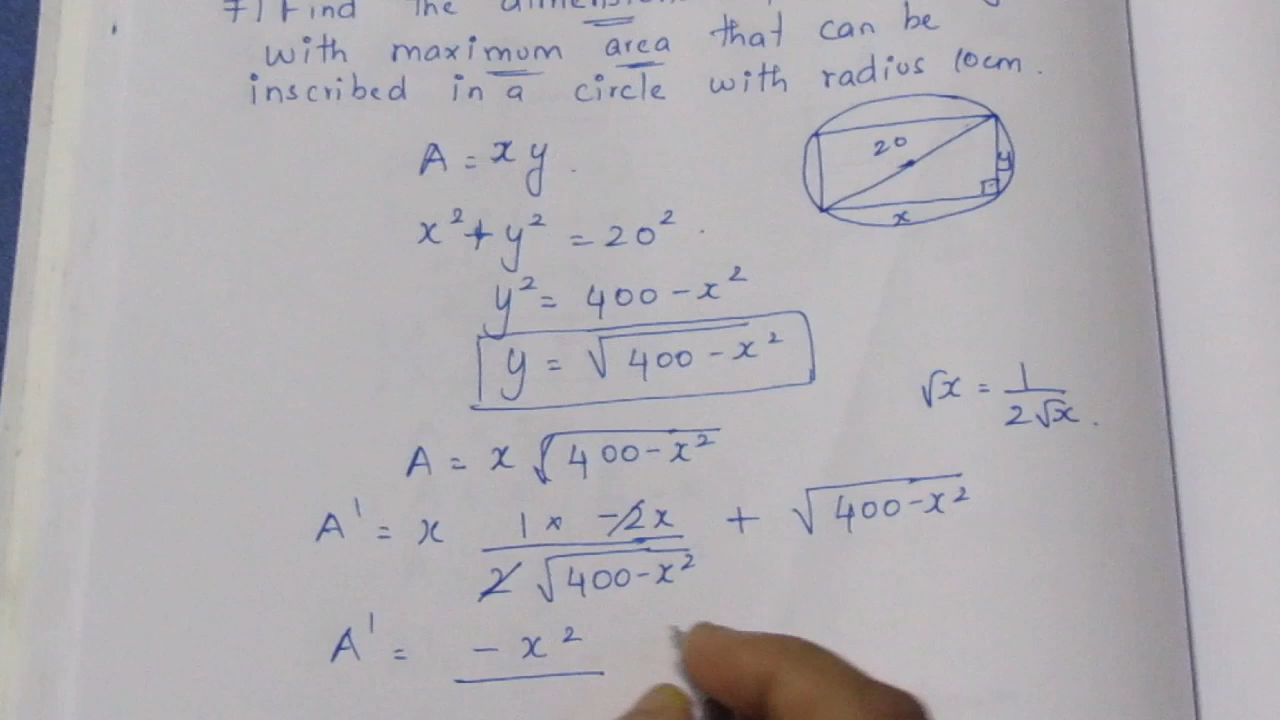 7) Find the
with maximum area that can be
inscribed in a circle with radius 10cm.
20
y
x
A = xy.
x² + y² = 20².
y² = 400 - x²
y = √400 - x²
√x = 1/2√x.
A = x √400 - x²
A' = x 1 × -2x / 2 √400 - x² + √400 - x²
A' = - x²